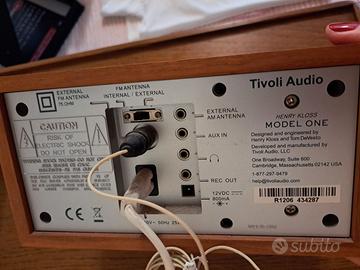 EXTERNAL
FM ANTENNA
75 OHM
FM ANTENNA
INTERNAL / EXTERNAL
Tivoli Audio
EXTERNAL
AM ANTENNA
HENRY KLOSS
MODEL ONE
Designed and engineered by
Henry Kloss and Tom DeVesto
Developed and manufactured by
Tivoli Audio, LLC
One Broadway, Suite 600
Cambridge, Massachusetts 02142 USA
1-877-297-9479
help@tivoliaudio.com
CAUTION
RISK OF
ELECTRIC SHOCK
DO NOT OPEN
AUX IN
REC OUT
12VDC
800mA
R1206 434287
CE
subito